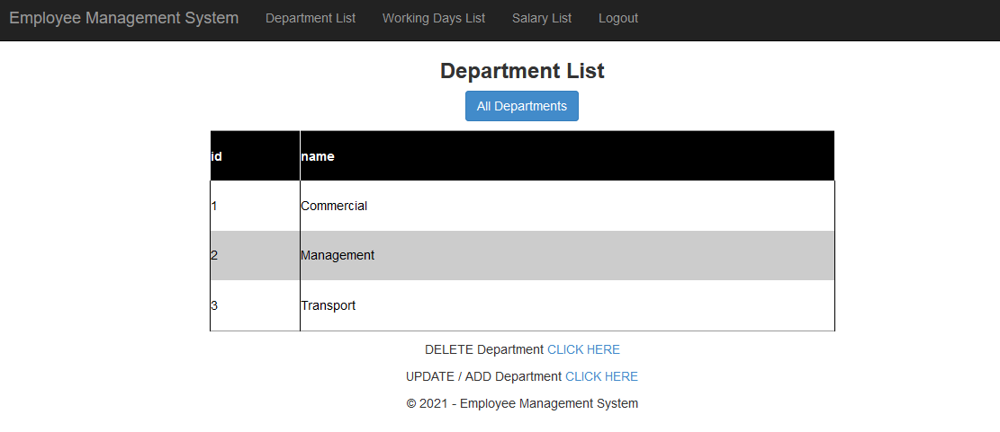 Employee Management System Department List Working Days List Salary List Logout
Department List
All Departments
id name
1 Commercial
2 Management
3 Transport
DELETE Department CLICK HERE
UPDATE / ADD Department CLICK HERE
© 2021 - Employee Management System